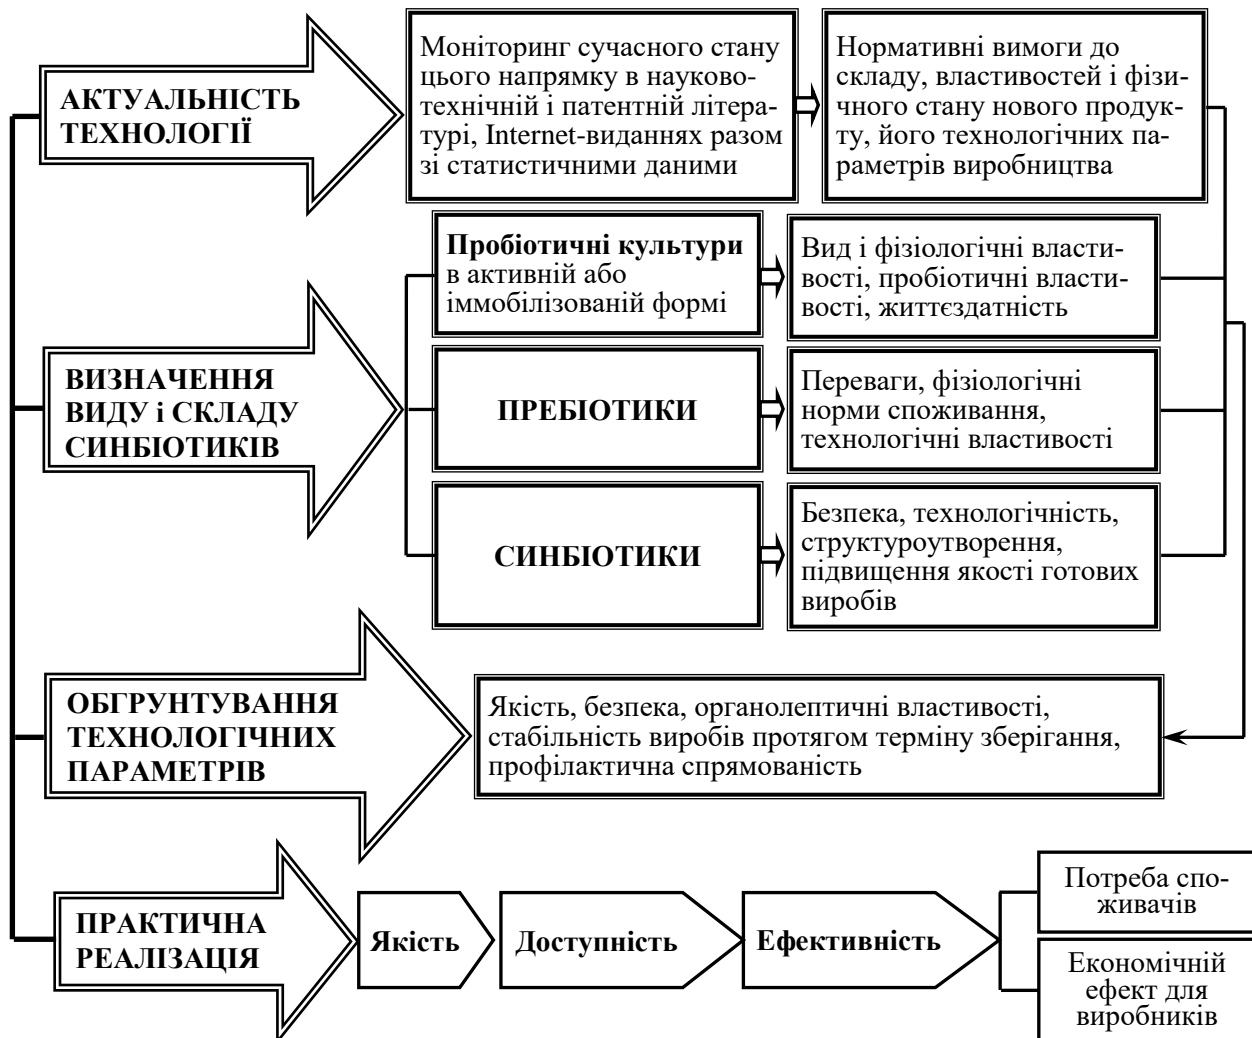 АКТУАЛЬНІСТЬ
ТЕХНОЛОГІЇ
Моніторинг сучасного стану
цього напрямку в науково-
технічній і патентній літера-
турі, Internet-виданнях разом
зі статистичними даними
Нормативні вимоги до
складу, властивостей і фізи-
чного стану нового продук-
ту, його технологічних па-
раметрів виробництва
ВИЗНАЧЕННЯ
ВИДУ і СКЛАДУ
СИНБІОТИКІВ
Пробіотичні культури
в активній або
іммобілізованій формі
Вид і фізіологічні власти-
вості, пробіотичні власти-
вості, життєздатність
ПРЕБІОТИКИ
Переваги, фізіологічні
норми споживання,
технологічні властивості
СИНБІОТИКИ
Безпека, технологічність,
структуроутворення,
підвищення якості готових
виробів
ОБГРУНТУВАННЯ
ТЕХНОЛОГІЧНИХ
ПАРАМЕТРІВ
Якість, безпека, органолептичні властивості,
стабільність виробів протягом терміну зберігання,
профілактична спрямованість
ПРАКТИЧНА
РЕАЛІЗАЦІЯ
Якість
Доступність
Ефективність
Потреба спо-
живачів
Економічній
ефект для
виробників